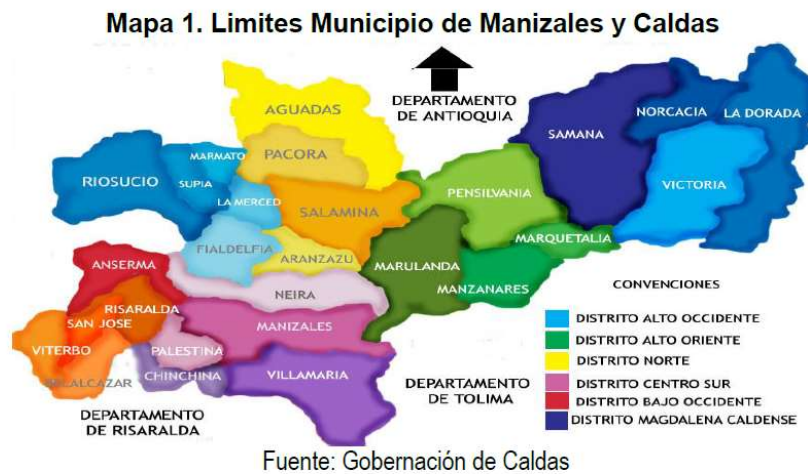 Mapa 1. Limites Municipio de Manizales y Caldas
DEPARTAMENTO
DE ANTIOQUIA
AGUADAS
NORCACIA
LA DORADA
SAMANA
MARMATO
PACORA
RIOSUCIO
SUPIA
PENSILVANIA
VICTORIA
LA MERCED
SALAMINA
MARQUETALIA
FIALDELFIA
ARANZAZU
MARULANDA
ANSERMA
MANZANARES
NEIRA
RISARALDA
SAN JOSE
MANIZALES
VITERBO
PALESTINA
CHINCHINA
VILLAMARIA
BALALCAZAR
CONVENCIONES
DISTRITO ALTO OCCIDENTE
DISTRITO ALTO ORIENTE
DISTRITO NORTE
DISTRITO CENTRO SUR
DISTRITO BAJO OCCIDENTE
DISTRITO MAGDALENA CALDENSE
DEPARTAMENTO
DE TOLIMA
DEPARTAMENTO
DE RISARALDA
Fuente: Gobernación de Caldas